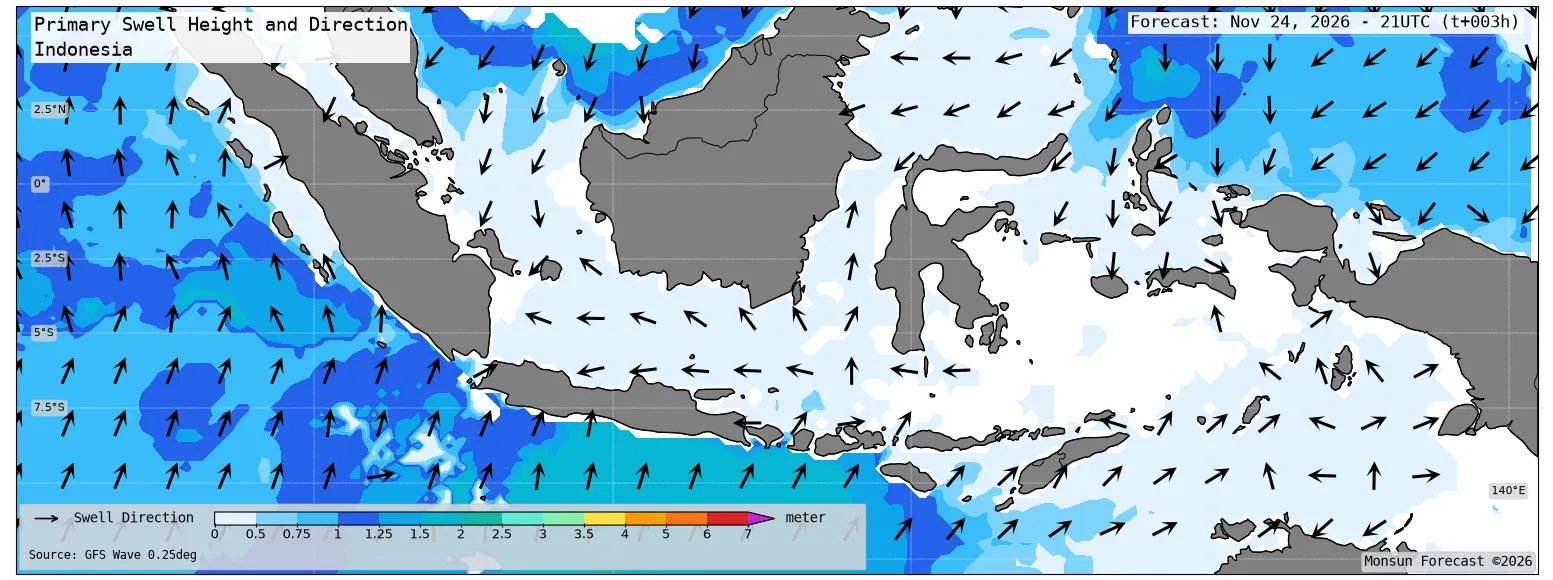 Primary Swell Height and Direction
Indonesia
Forecast: Nov 24, 2026 - 21UTC (t+003h)
2.5°N
0°
2.5°S
5°S
7.5°S
140°E
Swell Direction
0 0.5 0.75 1 1.25 1.5 2 2.5 3 3.5 4 5 6 7 meter
Source: GFS Wave 0.25deg
Monsun Forecast ©2026